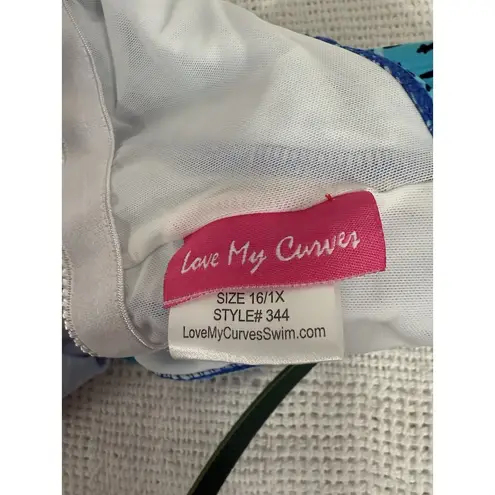 Love My Curves
SIZE 16/1X
STYLE# 344
LoveMyCurvesSwim.com